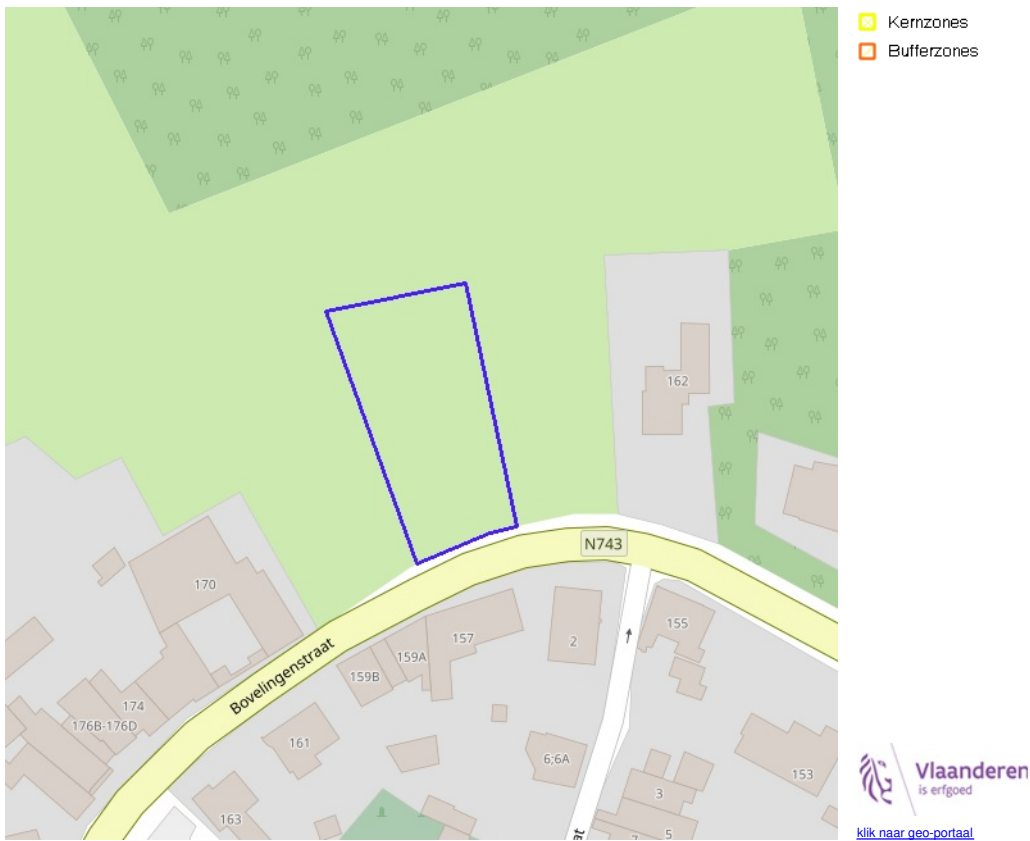 Kernzones
Bufferzones
162
N743
170
155
157
2
159A
159B
Bovelingenstraat
174
176B-176D
161
6;6A
153
3
163
5
7
at
Vlaanderen
is erfgoed
klik naar geo-portaal